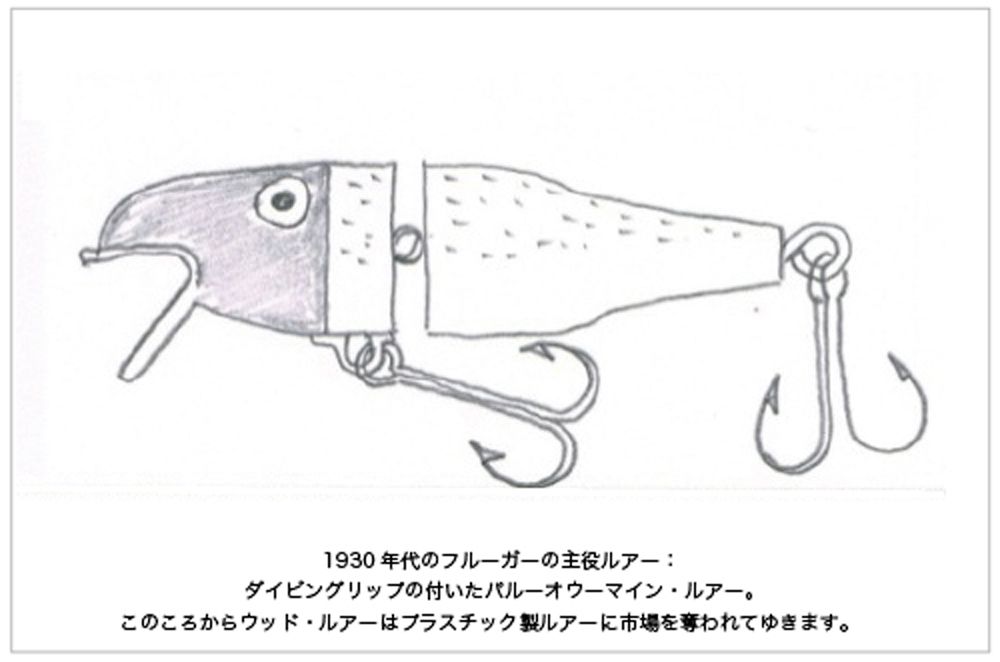 1930 年代のフルーガーの主役ルアー：
ダイビングリップの付いたパルーオウーマイン・ルアー。
このころからウッド・ルアーはプラスチック製ルアーに市場を奪われてゆきます。